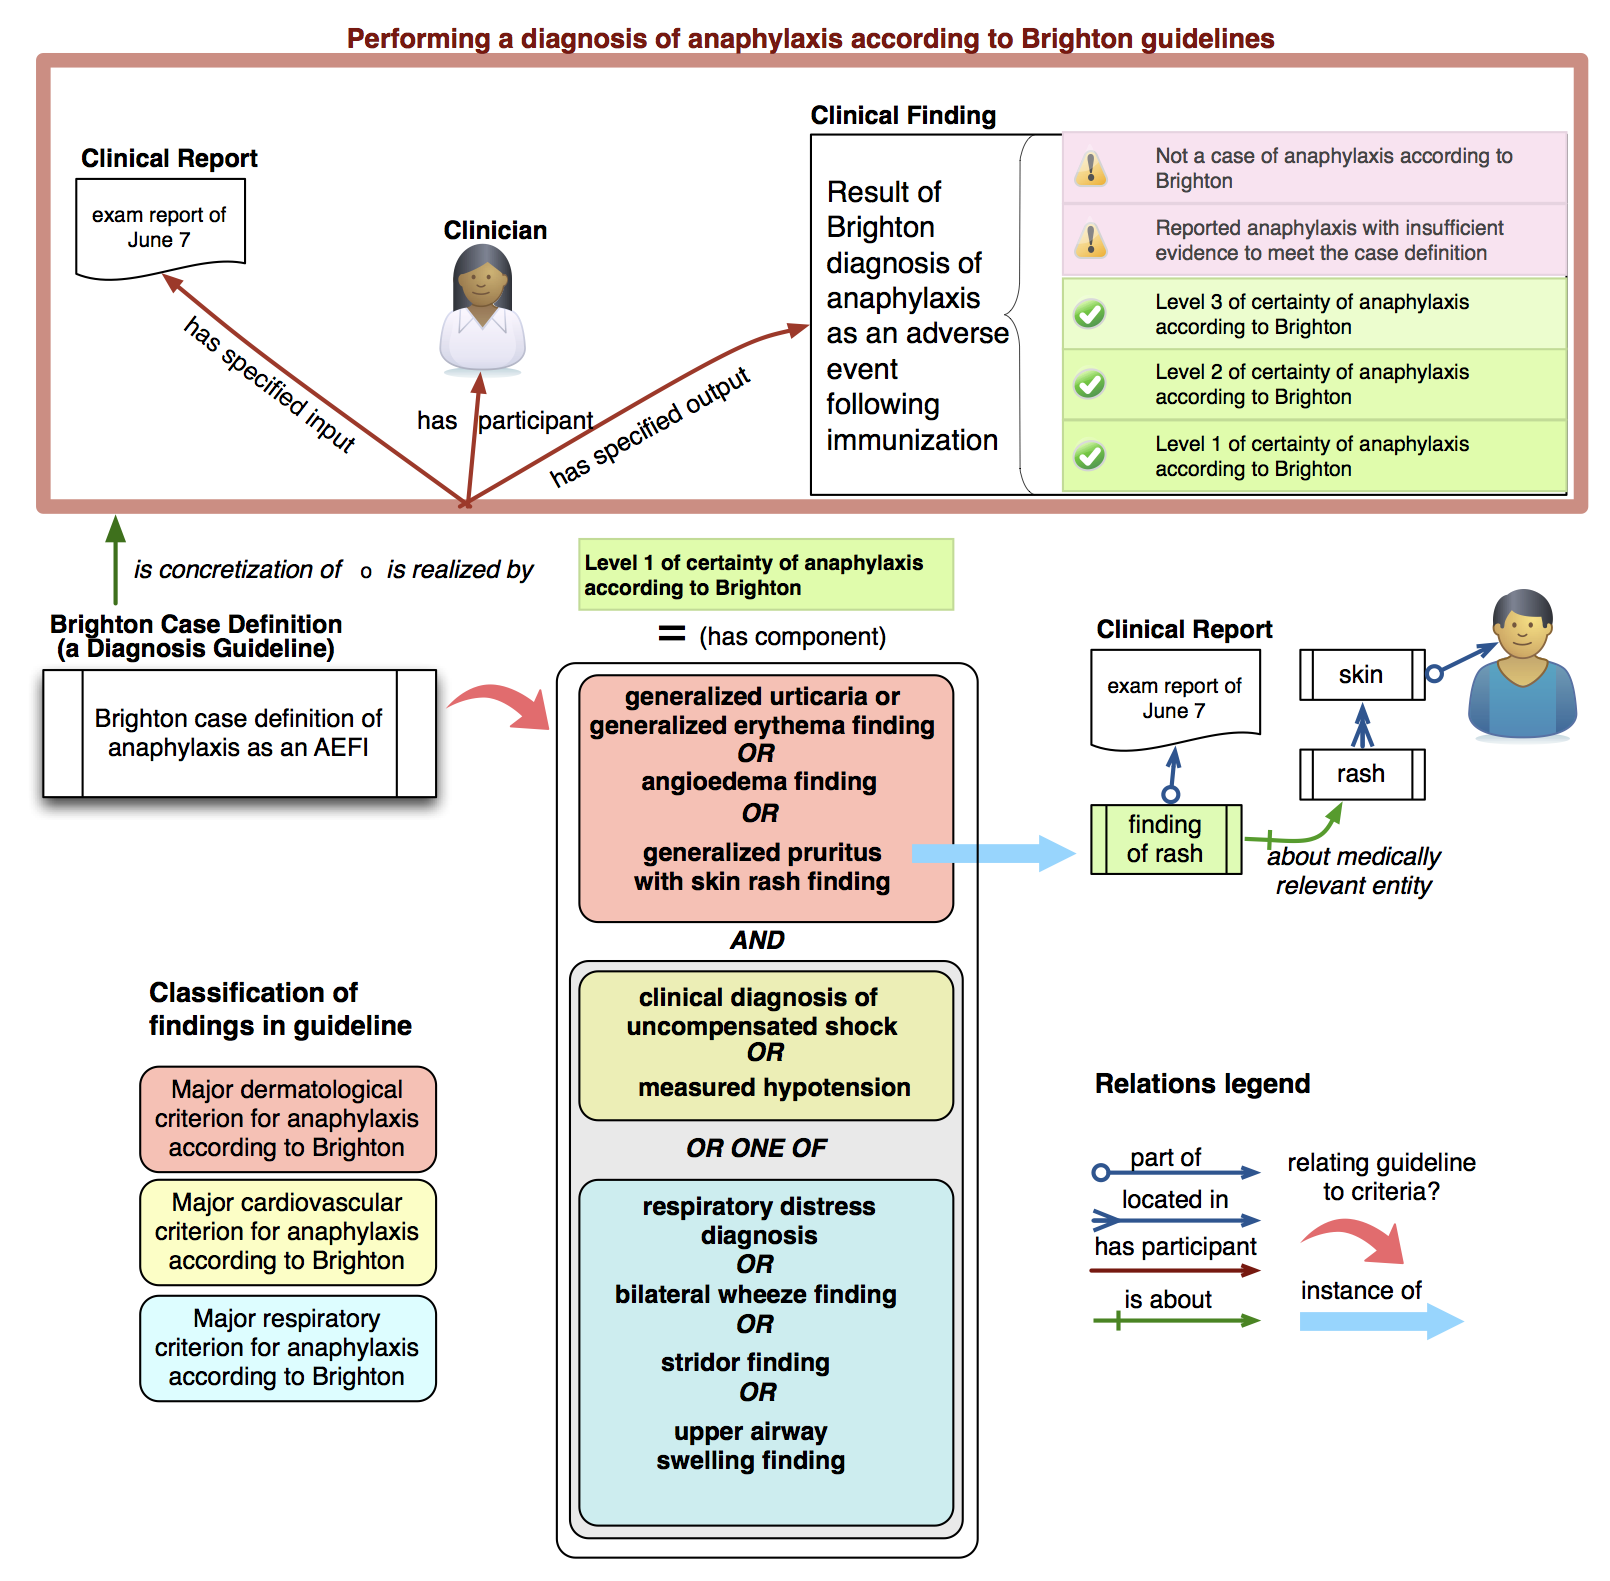 Performing a diagnosis of anaphylaxis according to Brighton guidelines
Clinical Report
exam report of
June 7
Clinician
has specified input
has participant
has specified output
Clinical Finding
Result of
Brighton
diagnosis of
anaphylaxis
as an adverse
event
following
immunization
Not a case of anaphylaxis according to
Brighton
Reported anaphylaxis with insufficient
evidence to meet the case definition
Level 3 of certainty of anaphylaxis
according to Brighton
Level 2 of certainty of anaphylaxis
according to Brighton
Level 1 of certainty of anaphylaxis
according to Brighton
is concretization of o is realized by
Brighton Case Definition
(a Diagnosis Guideline)
Brighton case definition of
anaphylaxis as an AEFI
Level 1 of certainty of anaphylaxis
according to Brighton
= (has component)
generalized urticaria or
generalized erythema finding
OR
angioedema finding
OR
generalized pruritus
with skin rash finding
AND
clinical diagnosis of
uncompensated shock
OR
measured hypotension
OR ONE OF
respiratory distress
diagnosis
OR
bilateral wheeze finding
OR
stridor finding
OR
upper airway
swelling finding
Clinical Report
exam report of
June 7
skin
rash
finding
of rash
about medically
relevant entity
Classification of
findings in guideline
Major dermatological
criterion for anaphylaxis
according to Brighton
Major cardiovascular
criterion for anaphylaxis
according to Brighton
Major respiratory
criterion for anaphylaxis
according to Brighton
Relations legend
part of
located in
has participant
is about
relating guideline
to criteria?
instance of